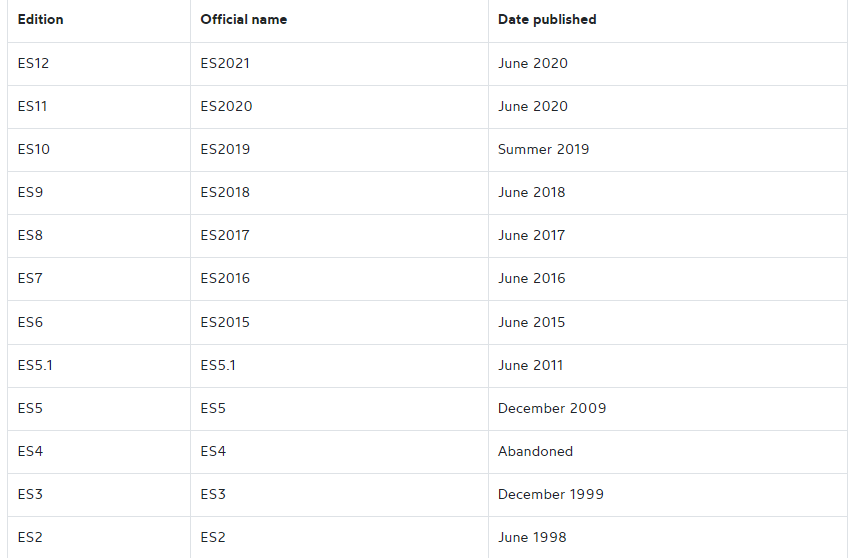 Edition Official name Date published
ES12 ES2021 June 2020
ES11 ES2020 June 2020
ES10 ES2019 Summer 2019
ES9 ES2018 June 2018
ES8 ES2017 June 2017
ES7 ES2016 June 2016
ES6 ES2015 June 2015
ES5.1 ES5.1 June 2011
ES5 ES5 December 2009
ES4 ES4 Abandoned
ES3 ES3 December 1999
ES2 ES2 June 1998